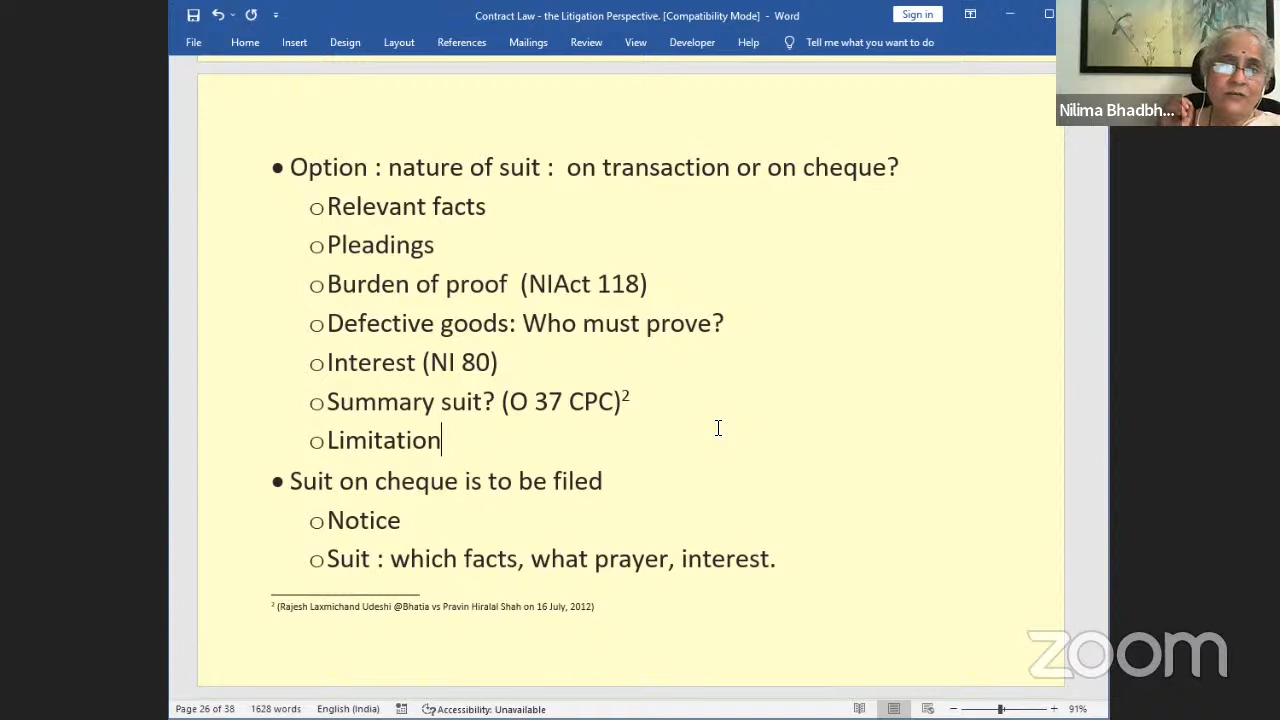 Contract Law - the Litigation Perspective. [Compatibility Mode] - Word
Sign in
File Home Insert Design Layout References Mailings Review View Developer Help Tell me what you want to do
Nilima Bhadbh...
• Option : nature of suit : on transaction or on cheque?
o Relevant facts
o Pleadings
o Burden of proof (NIAct 118)
o Defective goods: Who must prove?
o Interest (NI 80)
o Summary suit? (O 37 CPC)2
o Limitation
• Suit on cheque is to be filed
o Notice
o Suit : which facts, what prayer, interest.
2 (Rajesh Laxmichand Udeshi @Bhatia vs Pravin Hiralal Shah on 16 July, 2012)
zoom
Page 26 of 38 1628 words English (India) Accessibility: Unavailable 91%